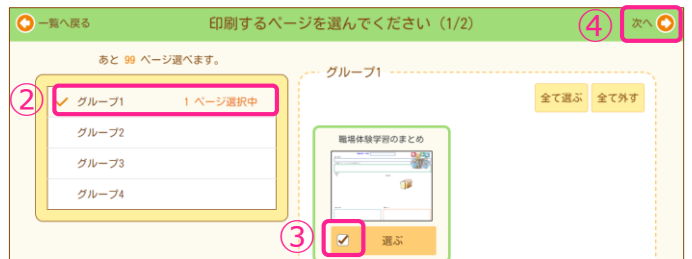 一覧へ戻る
印刷するページを選んでください（1/2）
④
次へ
あと 99 ページ選べます。
②
グループ1 1 ページ選択中
グループ2
グループ3
グループ4
グループ1
全て選ぶ 全て外す
職場体験学習のまとめ
③
選ぶ